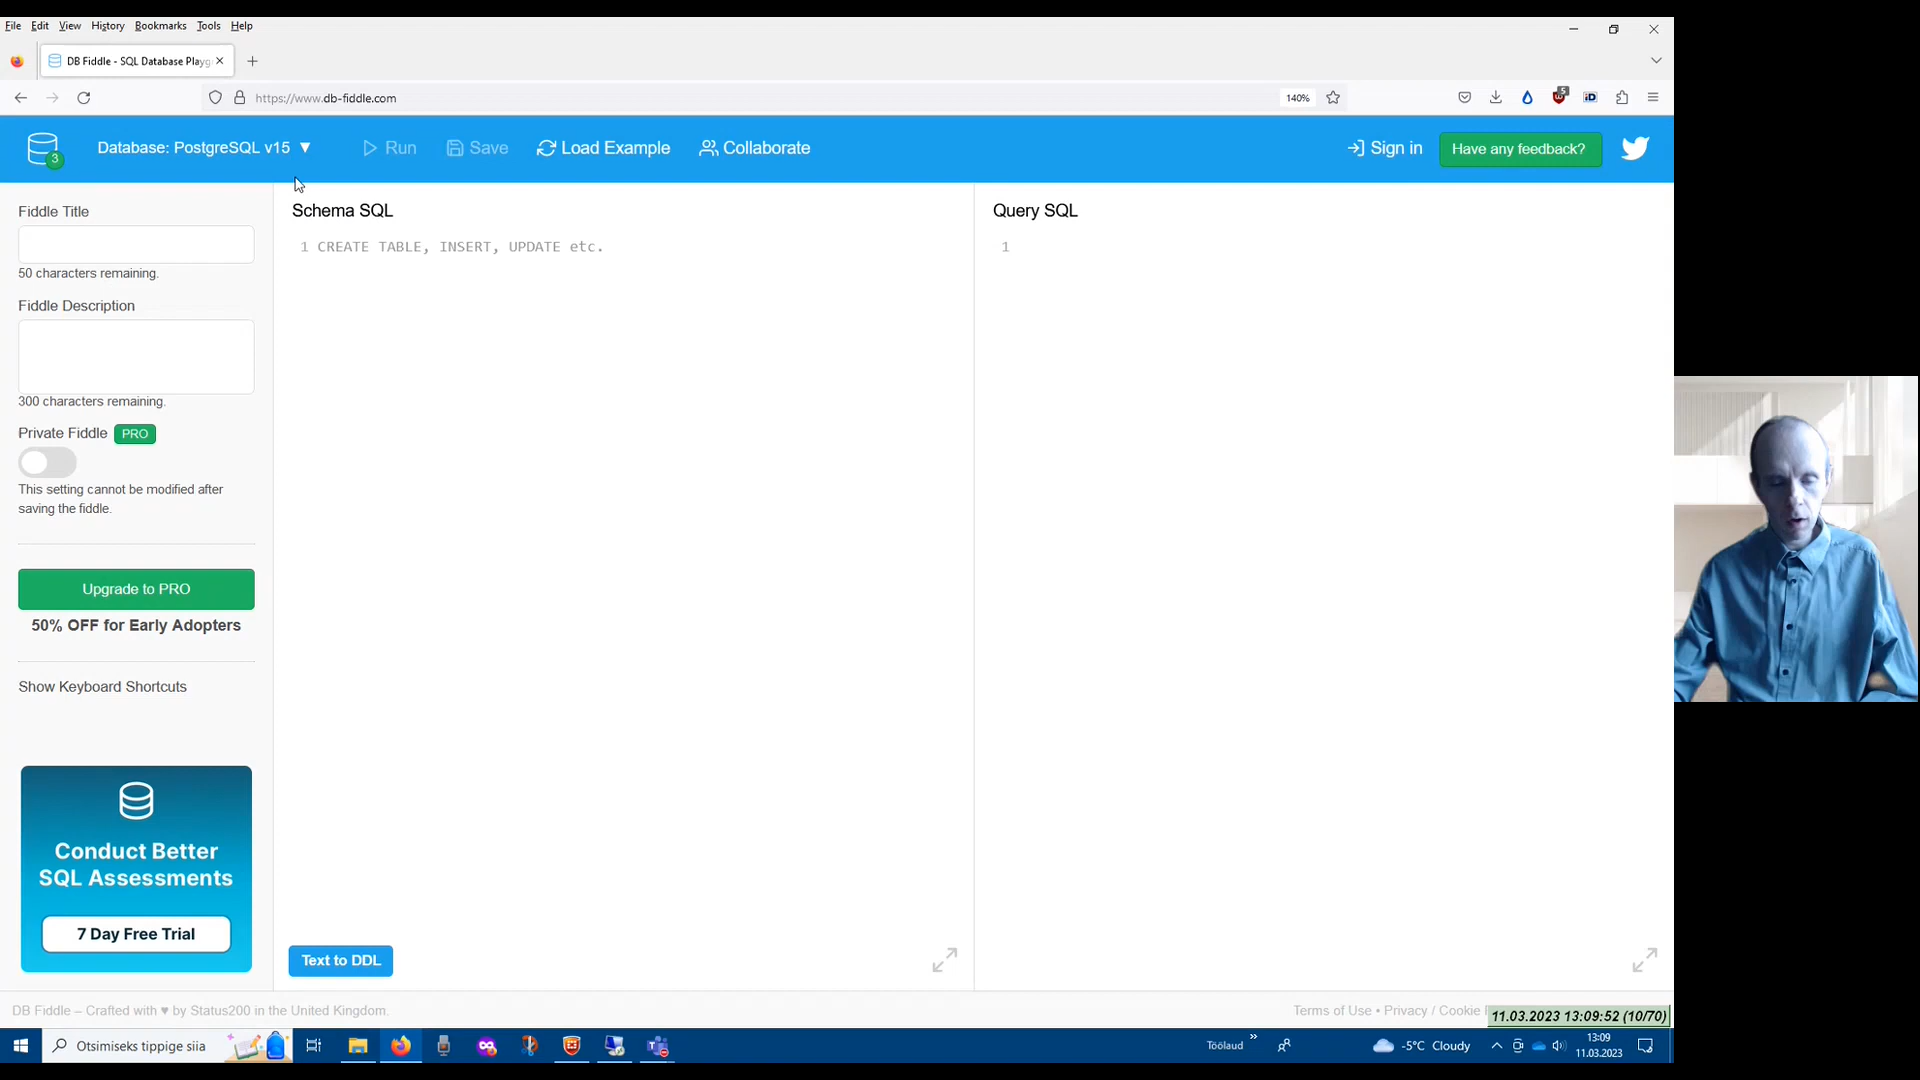 File Edit View History Bookmarks Tools Help
DB Fiddle - SQL Database Playg
https://www.db-fiddle.com
140%
5
iD
3
Database: PostgreSQL v15 ▼
Run
Save
Load Example
Collaborate
Sign in
Have any feedback?
Fiddle Title
50 characters remaining.
Fiddle Description
300 characters remaining.
Private Fiddle PRO
This setting cannot be modified after
saving the fiddle.
Upgrade to PRO
50% OFF for Early Adopters
Show Keyboard Shortcuts
Conduct Better
SQL Assessments
7 Day Free Trial
Schema SQL
1 CREATE TABLE, INSERT, UPDATE etc.
Text to DDL
Query SQL
1
DB Fiddle – Crafted with ♥ by Status200 in the United Kingdom.
Terms of Use • Privacy / Cookie
11.03.2023 13:09:52 (10/70)
Otsimiseks tippige siia
Töölaud
-5°C Cloudy
13:09
11.03.2023